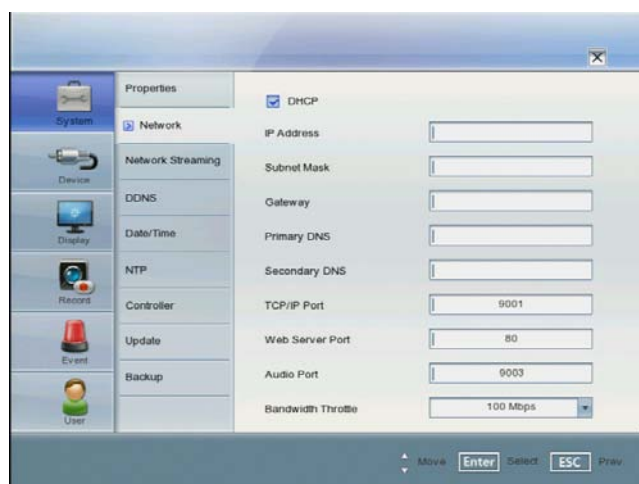 System
Device
Display
Record
Event
User
Properties
Network
Network Streaming
DDNS
Date/Time
NTP
Controller
Update
Backup
DHCP
IP Address
Subnet Mask
Gateway
Primary DNS
Secondary DNS
TCP/IP Port 9001
Web Server Port 80
Audio Port 9003
Bandwidth Throttle 100 Mbps
Move Enter Select ESC Prev